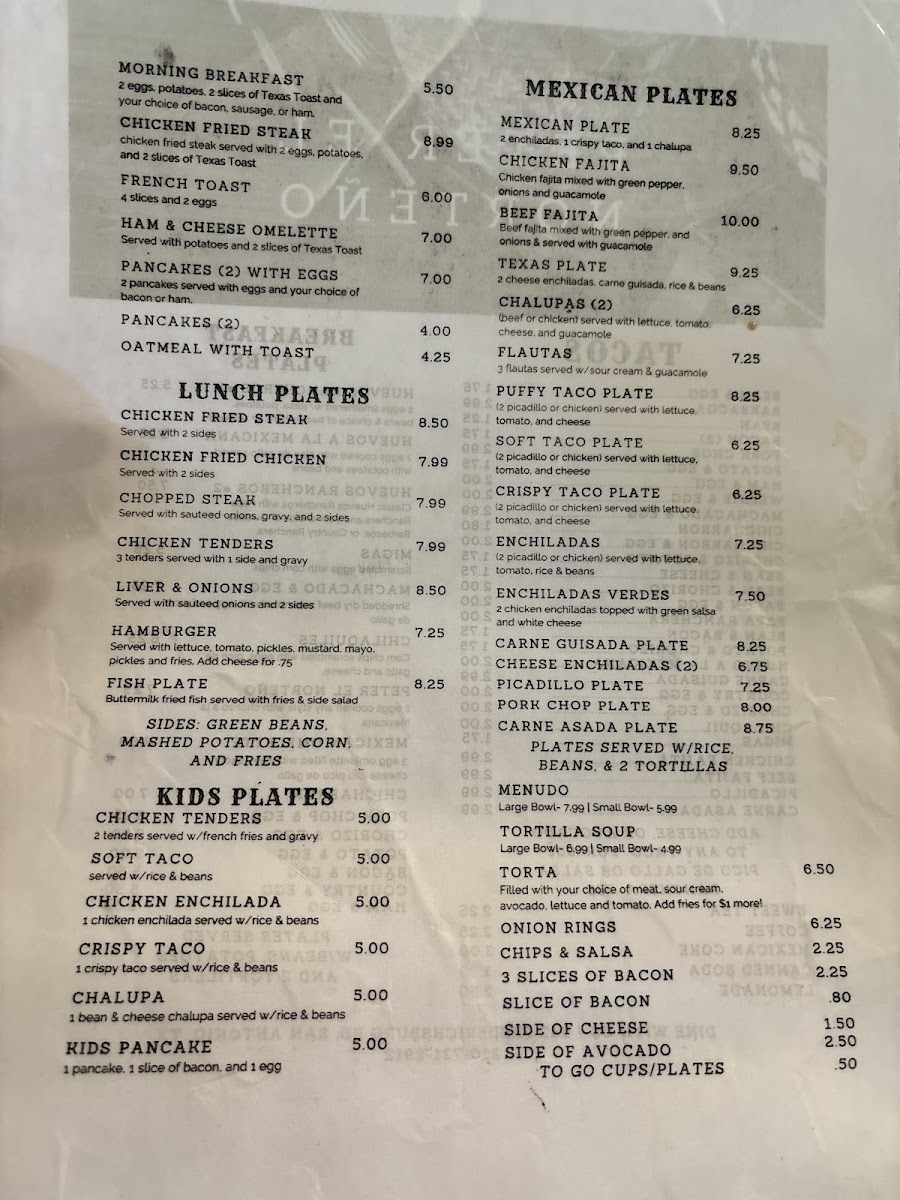 MORNING BREAKFAST 5.50
2 eggs, potatoes, 2 slices of Texas Toast and
your choice of bacon, sausage, or ham.
CHICKEN FRIED STEAK 8.99
chicken fried steak served with 2 eggs, potatoes,
and 2 slices of Texas Toast
FRENCH TOAST 6.00
4 slices and 2 eggs
HAM & CHEESE OMELETTE 7.00
Served with potatoes and 2 slices of Texas Toast
PANCAKES (2) WITH EGGS 7.00
2 pancakes served with eggs and your choice of
bacon or ham.
PANCAKES (2) 4.00
OATMEAL WITH TOAST 4.25
LUNCH PLATES
CHICKEN FRIED STEAK 8.50
Served with 2 sides
CHICKEN FRIED CHICKEN 7.99
Served with 2 sides
CHOPPED STEAK 7.99
Served with sauteed onions, gravy, and 2 sides
CHICKEN TENDERS 7.99
3 tenders served with 1 side and gravy
LIVER & ONIONS 8.50
Served with sauteed onions and 2 sides
HAMBURGER 7.25
Served with lettuce, tomato, pickles, mustard, mayo,
pickles and fries. Add cheese for .75
FISH PLATE 8.25
Buttermilk fried fish served with fries & side salad
SIDES: GREEN BEANS,
MASHED POTATOES, CORN,
AND FRIES
KIDS PLATES
CHICKEN TENDERS 5.00
2 tenders served w/french fries and gravy
SOFT TACO 5.00
served w/rice & beans
CHICKEN ENCHILADA 5.00
1 chicken enchilada served w/rice & beans
CRISPY TACO 5.00
1 crispy taco served w/rice & beans
CHALUPA 5.00
1 bean & cheese chalupa served w/rice & beans
KIDS PANCAKE 5.00
1 pancake, 1 slice of bacon, and 1 egg
MEXICAN PLATES
MEXICAN PLATE 8.25
2 enchiladas, 1 crispy taco, and 1 chalupa
CHICKEN FAJITA 9.50
Chicken fajita mixed with green pepper,
onions and guacamole
BEEF FAJITA 10.00
Beef fajita mixed with green pepper, and
onions & served with guacamole
TEXAS PLATE 9.25
2 cheese enchiladas, carne guisada, rice & beans
CHALUPAS (2) 6.25
(beef or chicken) served with lettuce, tomato,
cheese, and guacamole
FLAUTAS 7.25
3 flautas served w/sour cream & guacamole
PUFFY TACO PLATE 8.25
(2 picadillo or chicken) served with lettuce,
tomato, and cheese
SOFT TACO PLATE 6.25
(2 picadillo or chicken) served with lettuce,
tomato, and cheese
CRISPY TACO PLATE 6.25
(2 picadillo or chicken) served with lettuce,
tomato, and cheese
ENCHILADAS 7.25
(2 picadillo or chicken) served with lettuce,
tomato, rice & beans
ENCHILADAS VERDES 7.50
2 chicken enchiladas topped with green salsa
and white cheese
CARNE GUISADA PLATE 8.25
CHEESE ENCHILADAS (2) 6.75
PICADILLO PLATE 7.25
PORK CHOP PLATE 8.00
CARNE ASADA PLATE 8.75
PLATES SERVED W/RICE,
BEANS, & 2 TORTILLAS
MENUDO
Large Bowl- 7.99 | Small Bowl- 5.99
TORTILLA SOUP
Large Bowl- 6.99 | Small Bowl- 4.99
TORTA 6.50
Filled with your choice of meat, sour cream,
avocado, lettuce and tomato. Add fries for $1 more!
ONION RINGS 6.25
CHIPS & SALSA 2.25
3 SLICES OF BACON 2.25
SLICE OF BACON .80
SIDE OF CHEESE 1.50
SIDE OF AVOCADO 2.50
TO GO CUPS/PLATES .50